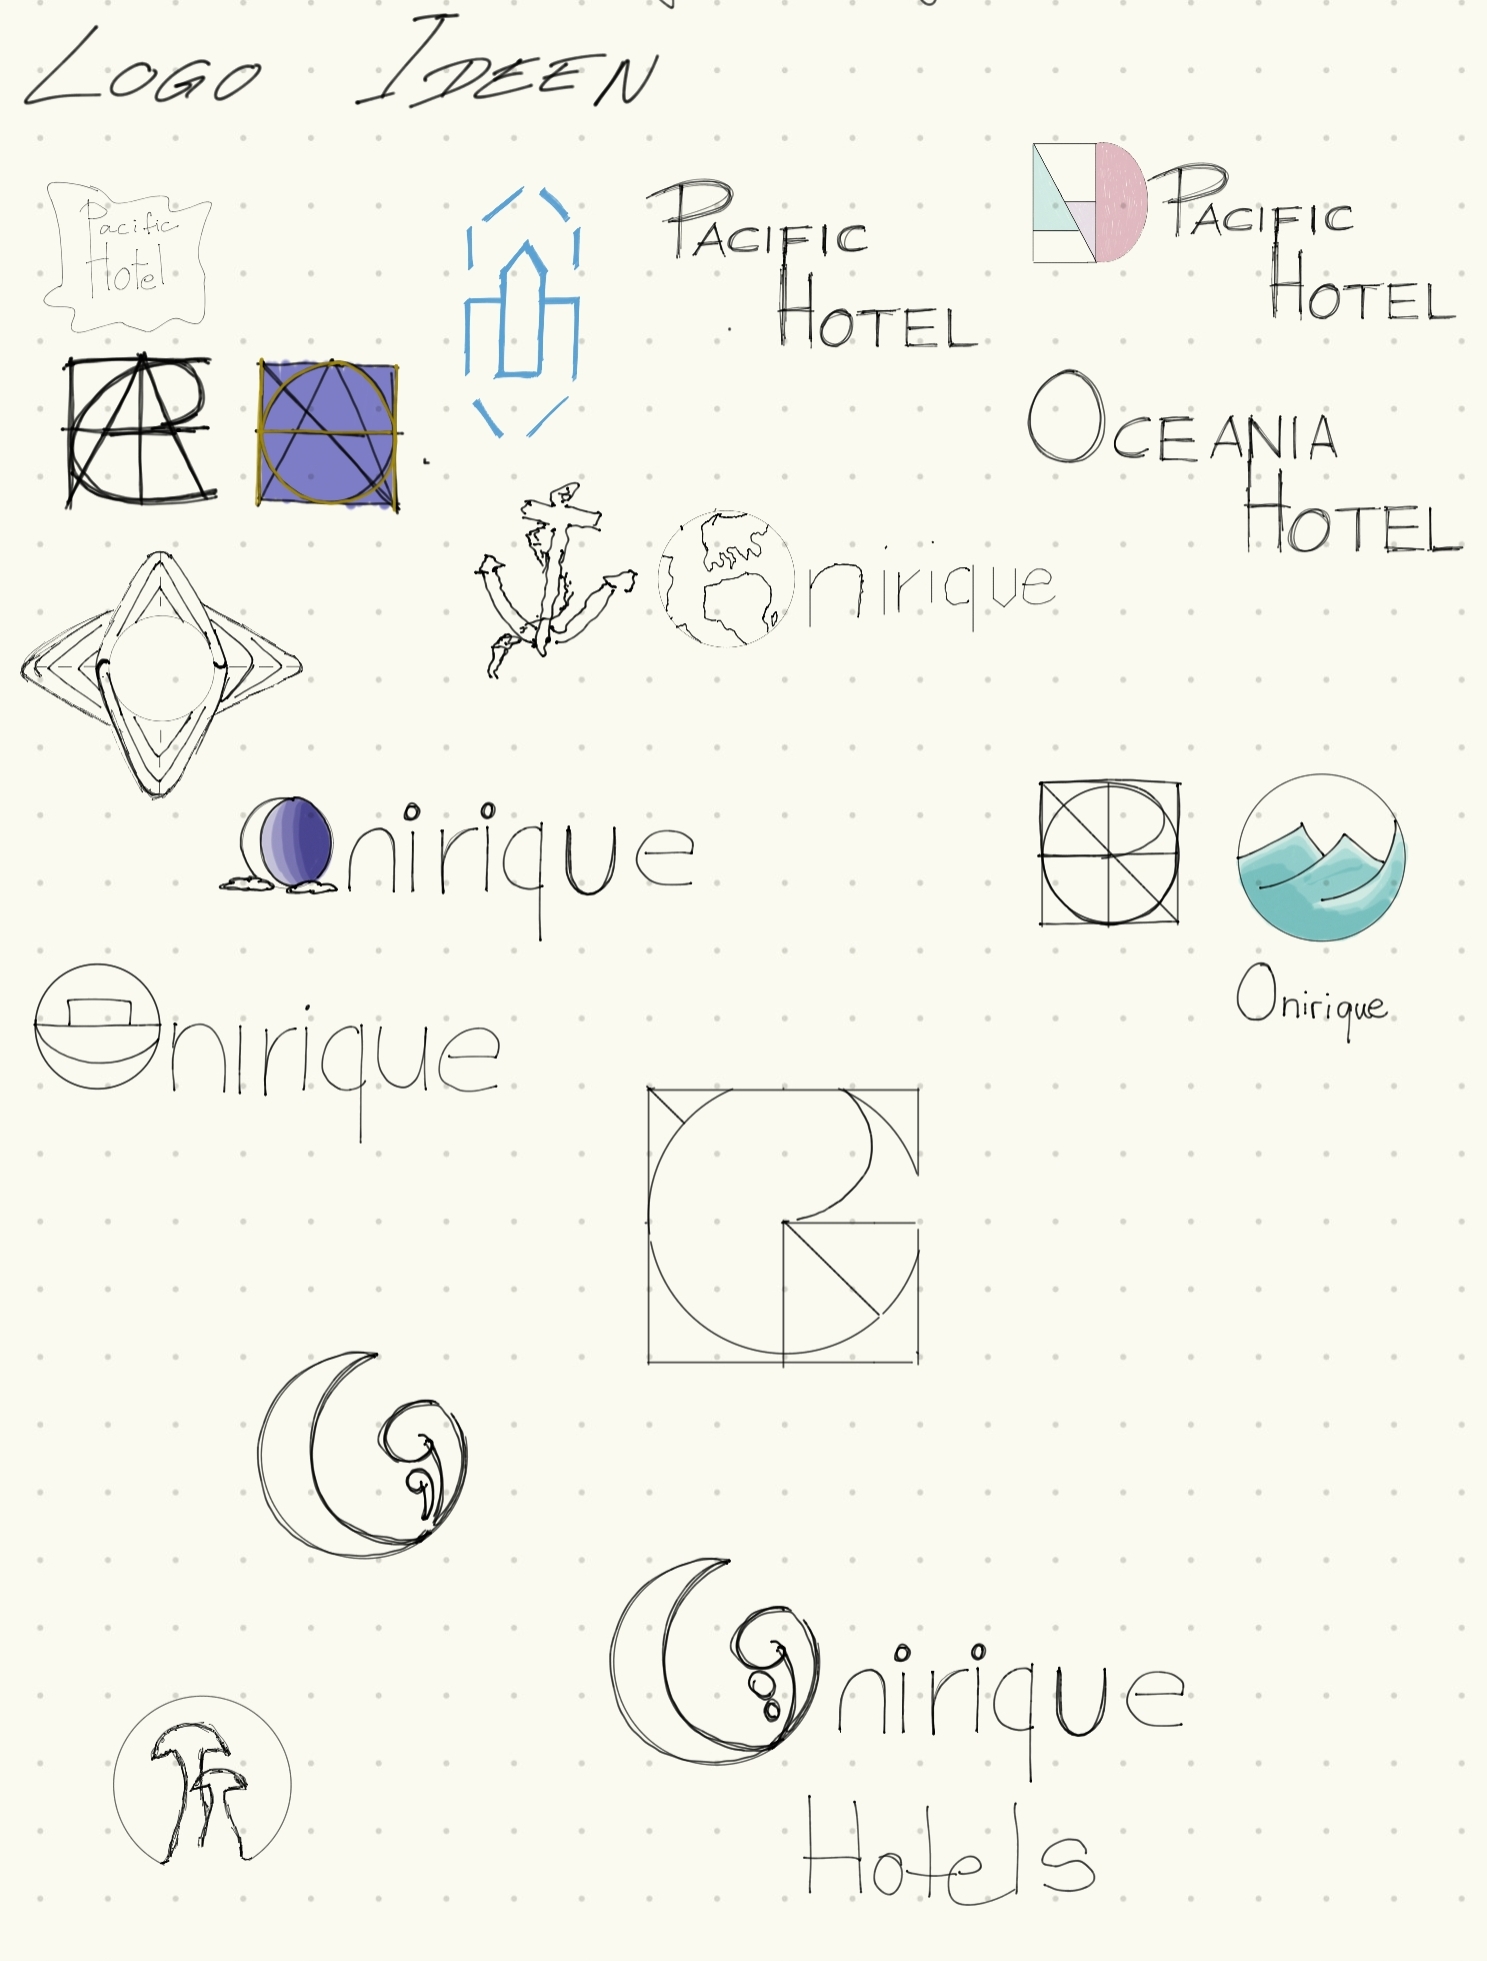 LOGO IDEEN
Pacific
Hotel
PACIFIC
HOTEL
PACIFIC
HOTEL
OCEANIA
HOTEL
Onirique
Onirique
Onirique
Onirique
Onirique
Hotels